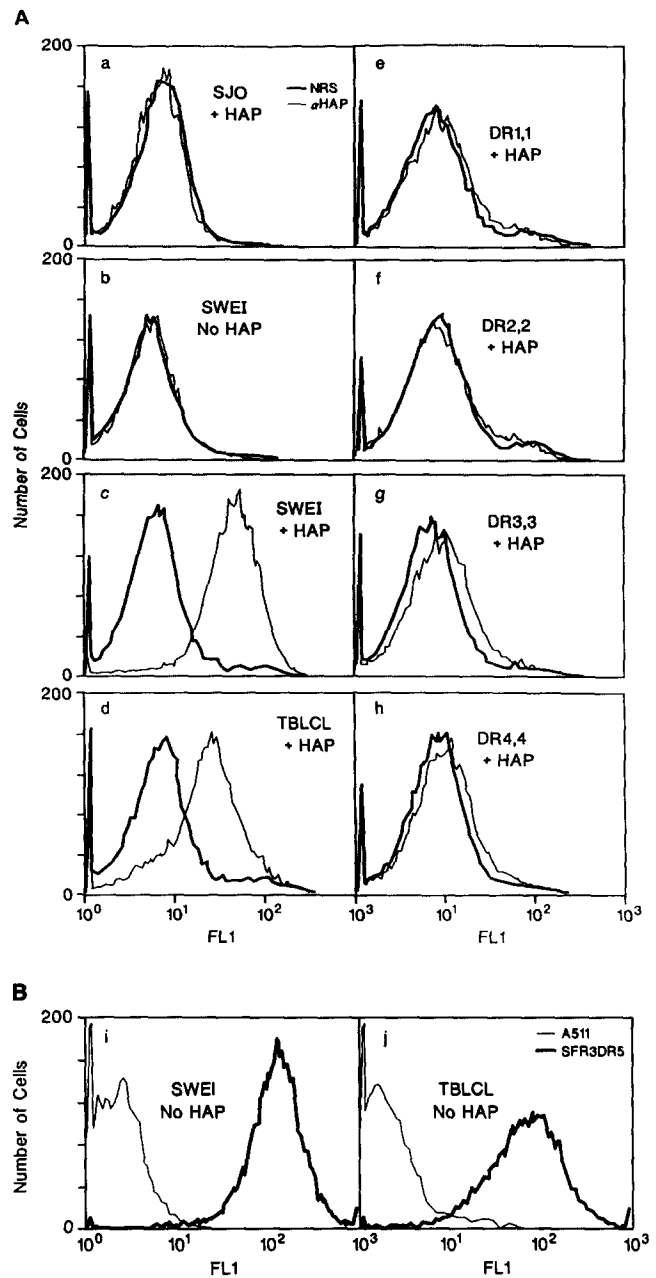 A
200
a
SJO
+ HAP
NRS
αHAP
e
DR1,1
+ HAP
0
200
b
SWEI
No HAP
f
DR2,2
+ HAP
0
Number of Cells
200
c
SWEI
+ HAP
g
DR3,3
+ HAP
0
200
d
TBLCL
+ HAP
h
DR4,4
+ HAP
0
10⁰ 10¹ 10² 10³ 10¹ 10² 10³
FL1 FL1
B
200
i
SWEI
No HAP
j
A511
SFR3DR5
TBLCL
No HAP
Number of Cells
0
10⁰ 10¹ 10² 10³ 10¹ 10² 10³
FL1 FL1